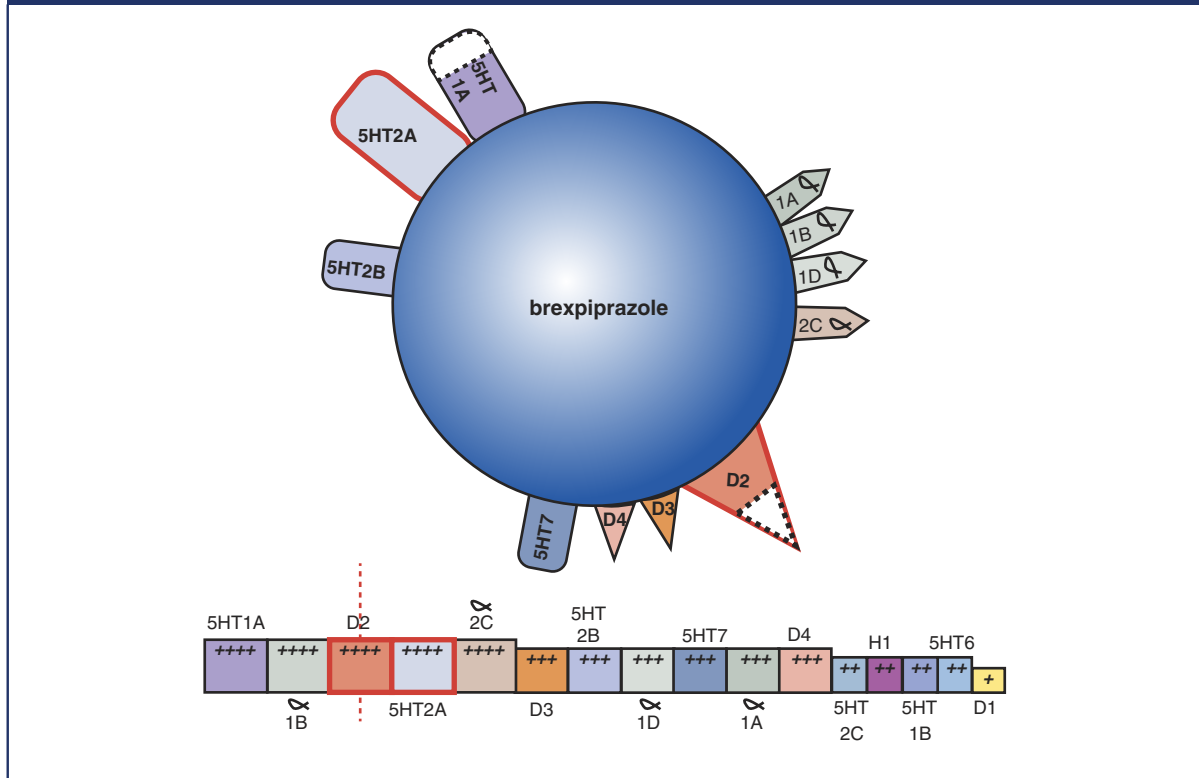 5HT
1A
5HT2A
5HT2B
1A α
1B α
1D α
2C α
brexpiprazole
D2
D3
D4
5HT7
5HT1A
D2
α
2C
5HT
2B
5HT7
D4
H1
5HT6
++++ ++++ ++++ ++++ ++++ +++ +++ +++ +++ +++ +++ ++ ++ ++ ++ +
α
1B
5HT2A
D3
α
1D
α
1A
5HT
2C
5HT
1B
D1